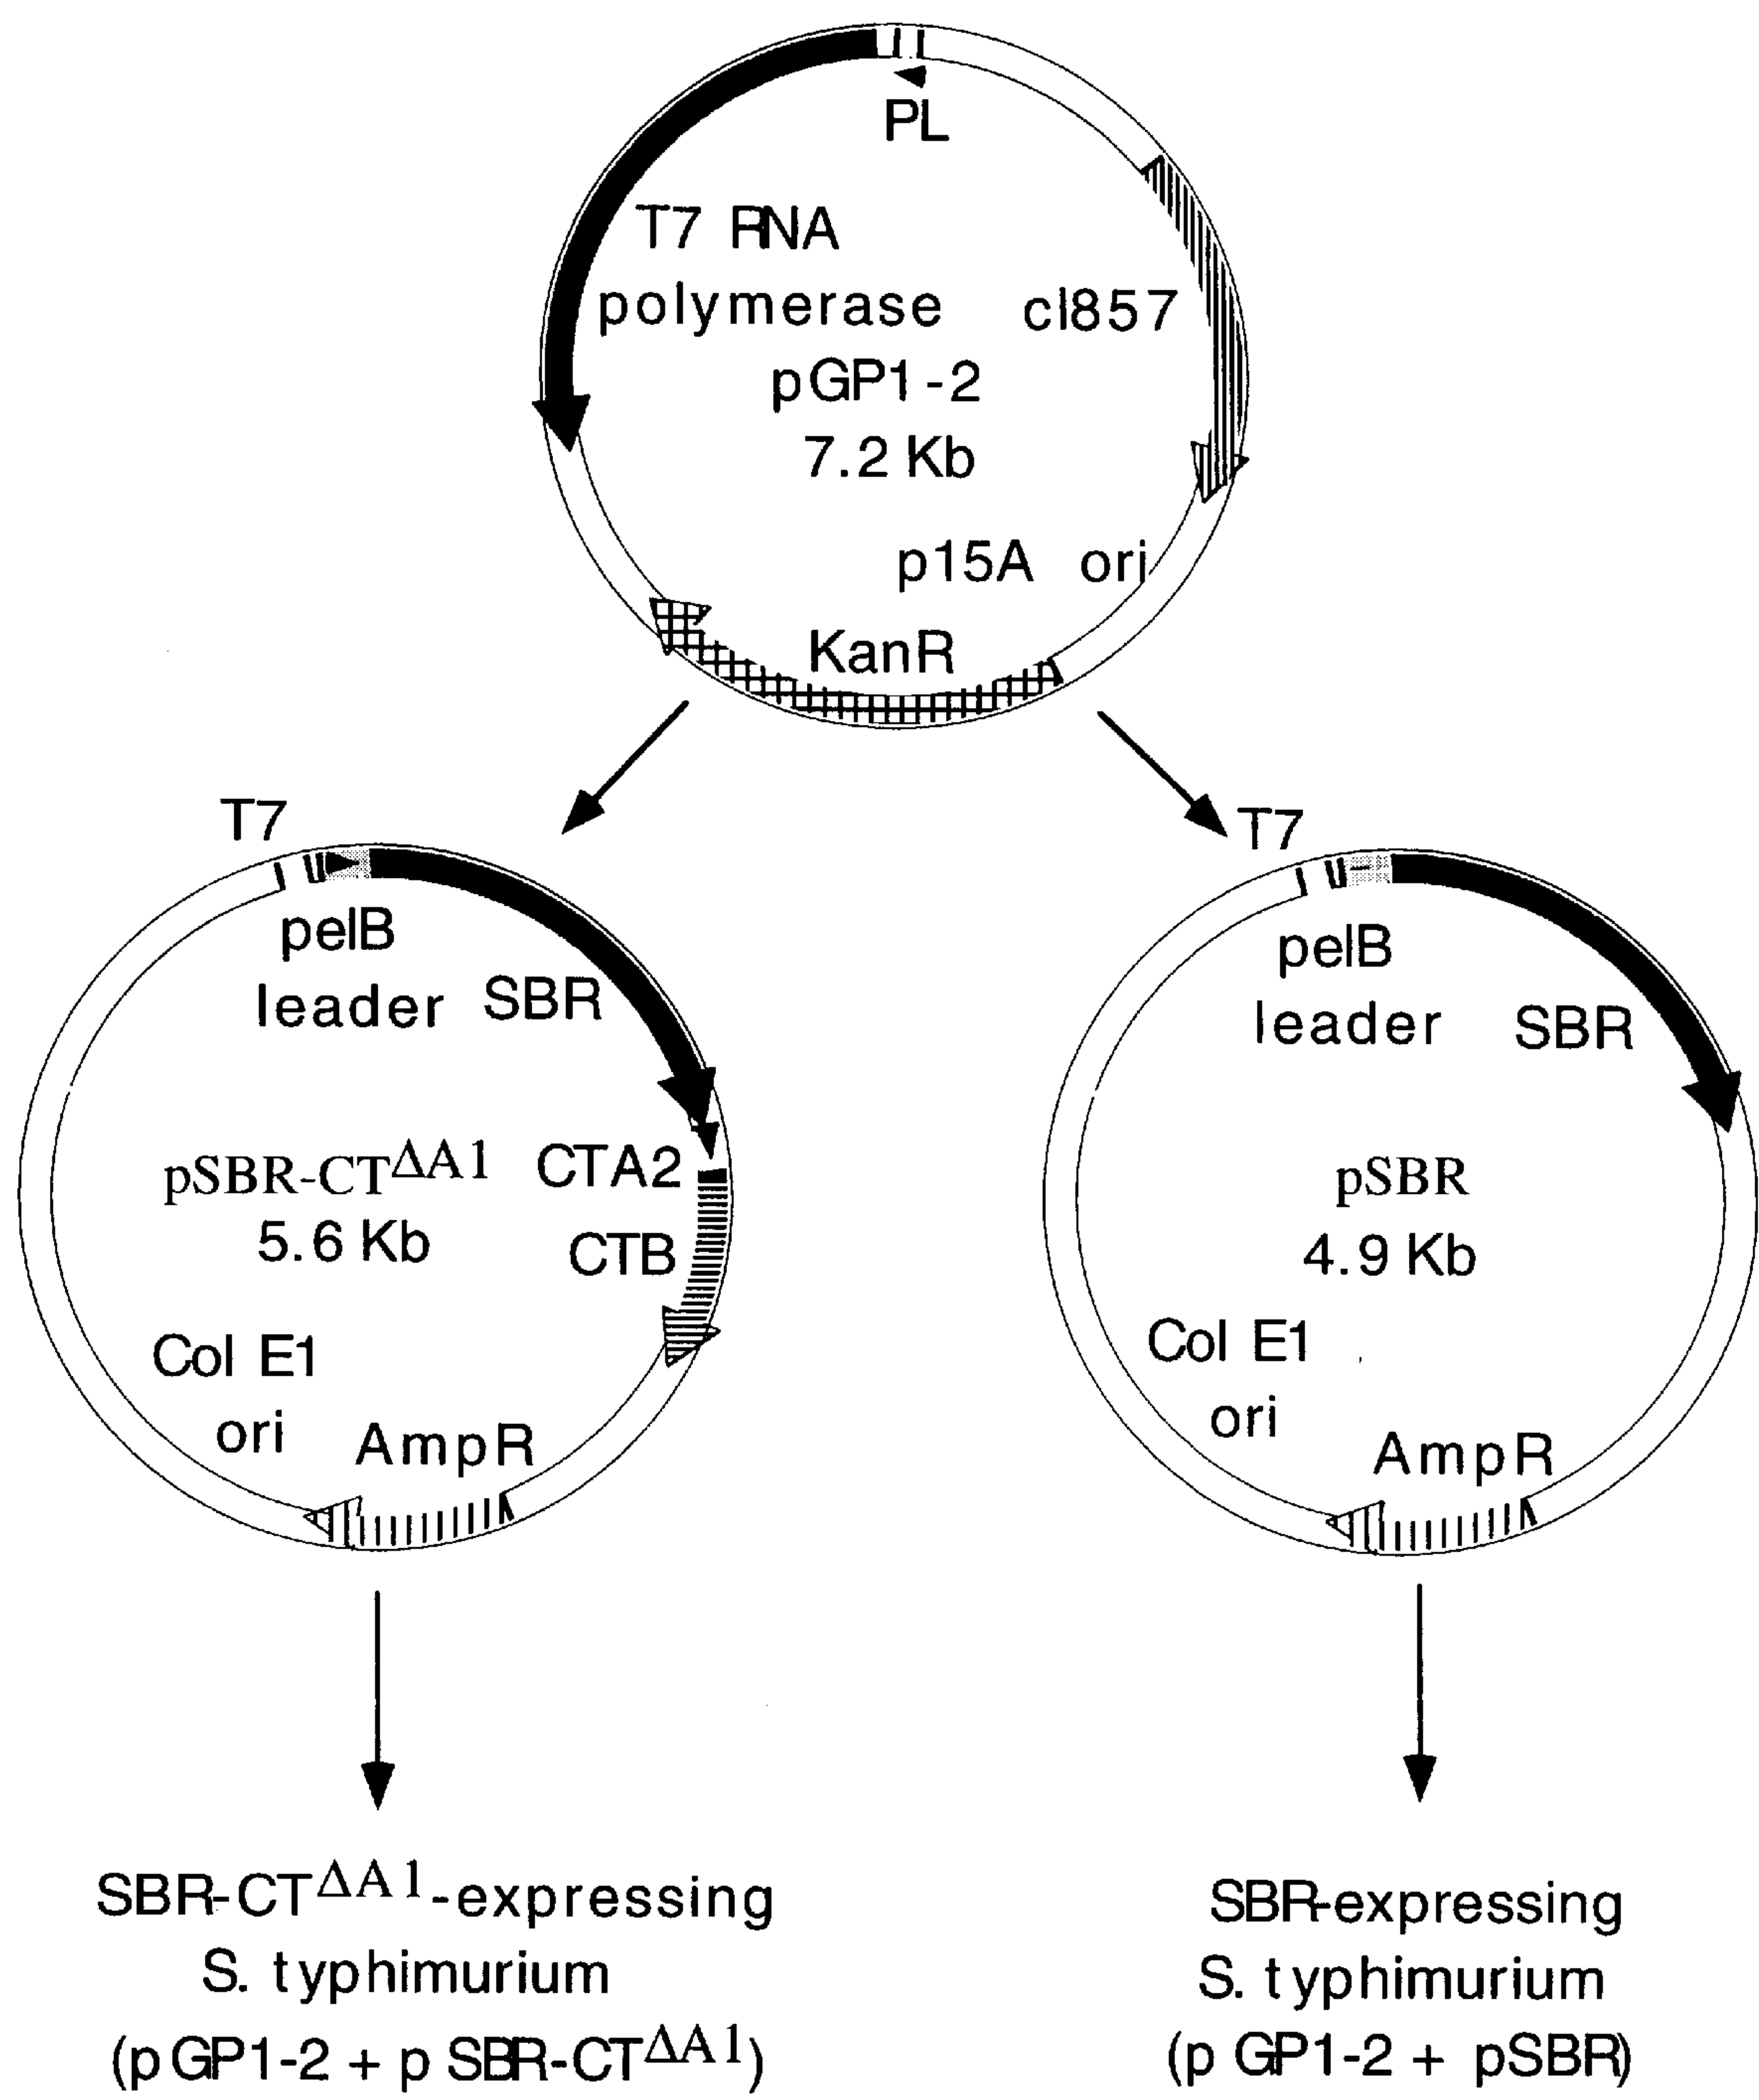 PL
T7 RNA
polymerase cI857
pGP1-2
7.2 Kb
p15A ori
KanR
T7
pelB
leader SBR
pSBR-CTΔA1 CTA2
5.6 Kb CTB
Col E1
ori AmpR
T7
pelB
leader SBR
pSBR
4.9 Kb
Col E1
ori AmpR
SBR-CTΔA1-expressing
S. typhimurium
(pGP1-2 + pSBR-CTΔA1)
SBR-expressing
S. typhimurium
(pGP1-2 + pSBR)